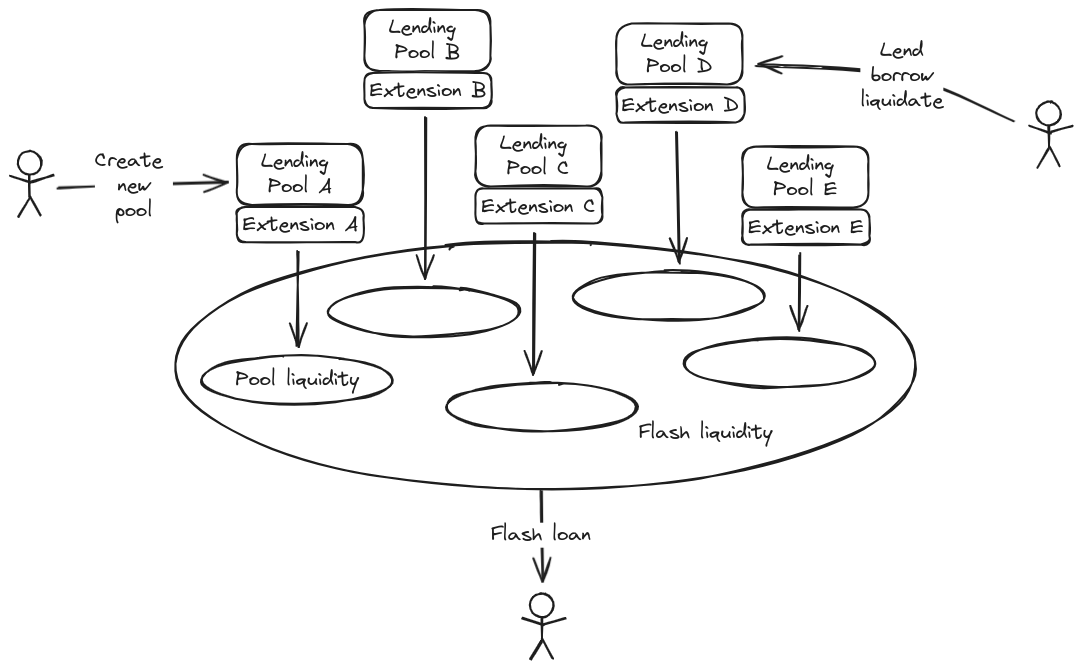 Lending
Pool B
Extension B
Lending
Pool D
Extension D
Lend
borrow
liquidate
Create
new
pool
Lending
Pool A
Extension A
Lending
Pool C
Extension C
Lending
Pool E
Extension E
Pool liquidity
Flash liquidity
Flash loan